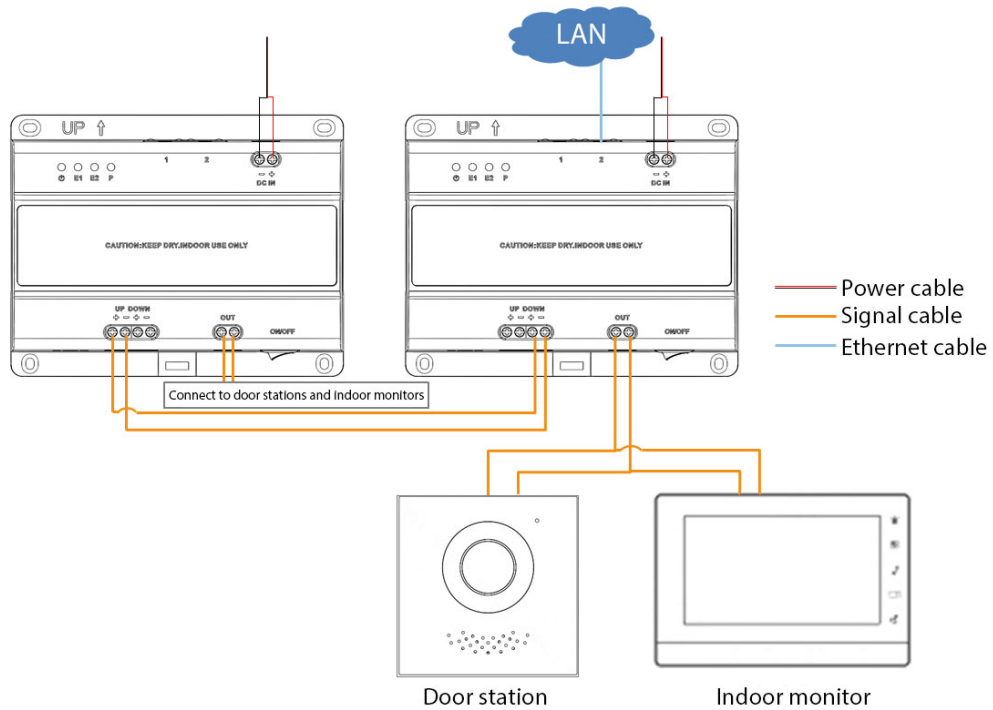 LAN
UP ↑
1 2
E1 E2 P
- +
DC IN
CAUTION:KEEP DRY.INDOOR USE ONLY
UP DOWN
+ - + -
OUT
ON/OFF
UP ↑
1 2
E1 E2 P
- +
DC IN
CAUTION:KEEP DRY.INDOOR USE ONLY
UP DOWN
+ - + -
OUT
ON/OFF
Power cable
Signal cable
Ethernet cable
Connect to door stations and indoor monitors
Door station
Indoor monitor